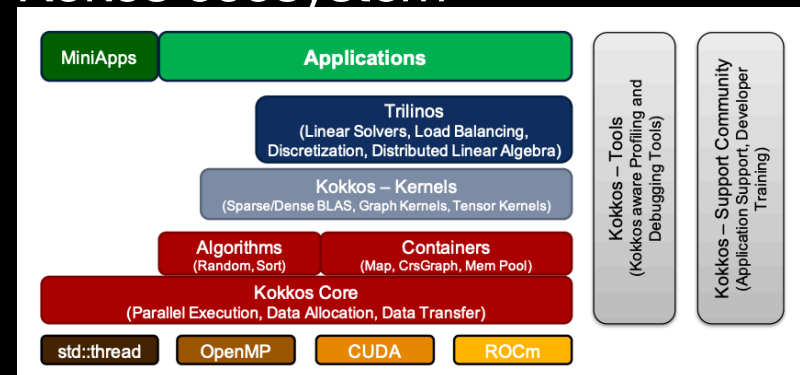 MiniApps
Applications
Trilinos
(Linear Solvers, Load Balancing,
Discretization, Distributed Linear Algebra)
Kokkos – Kernels
(Sparse/Dense BLAS, Graph Kernels, Tensor Kernels)
Algorithms
(Random, Sort)
Containers
(Map, CrsGraph, Mem Pool)
Kokkos Core
(Parallel Execution, Data Allocation, Data Transfer)
std::thread
OpenMP
CUDA
ROCm
Kokkos – Tools
(Kokkos aware Profiling and
Debugging Tools)
Kokkos – Support Community
(Application Support, Developer
Training)